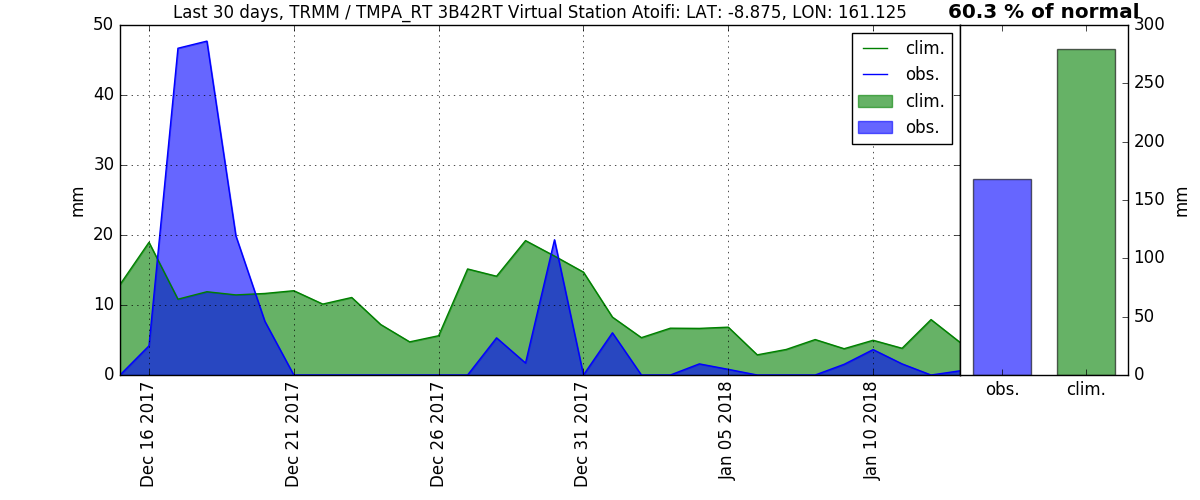 Last 30 days, TRMM / TMPA_RT 3B42RT Virtual Station Atoifi: LAT: -8.875, LON: 161.125
60.3 % of normal
50
40
30
20
10
0
mm
clim.
obs.
clim.
obs.
300
250
200
150
100
50
0
mm
Dec 16 2017
Dec 21 2017
Dec 26 2017
Dec 31 2017
Jan 05 2018
Jan 10 2018
obs.
clim.